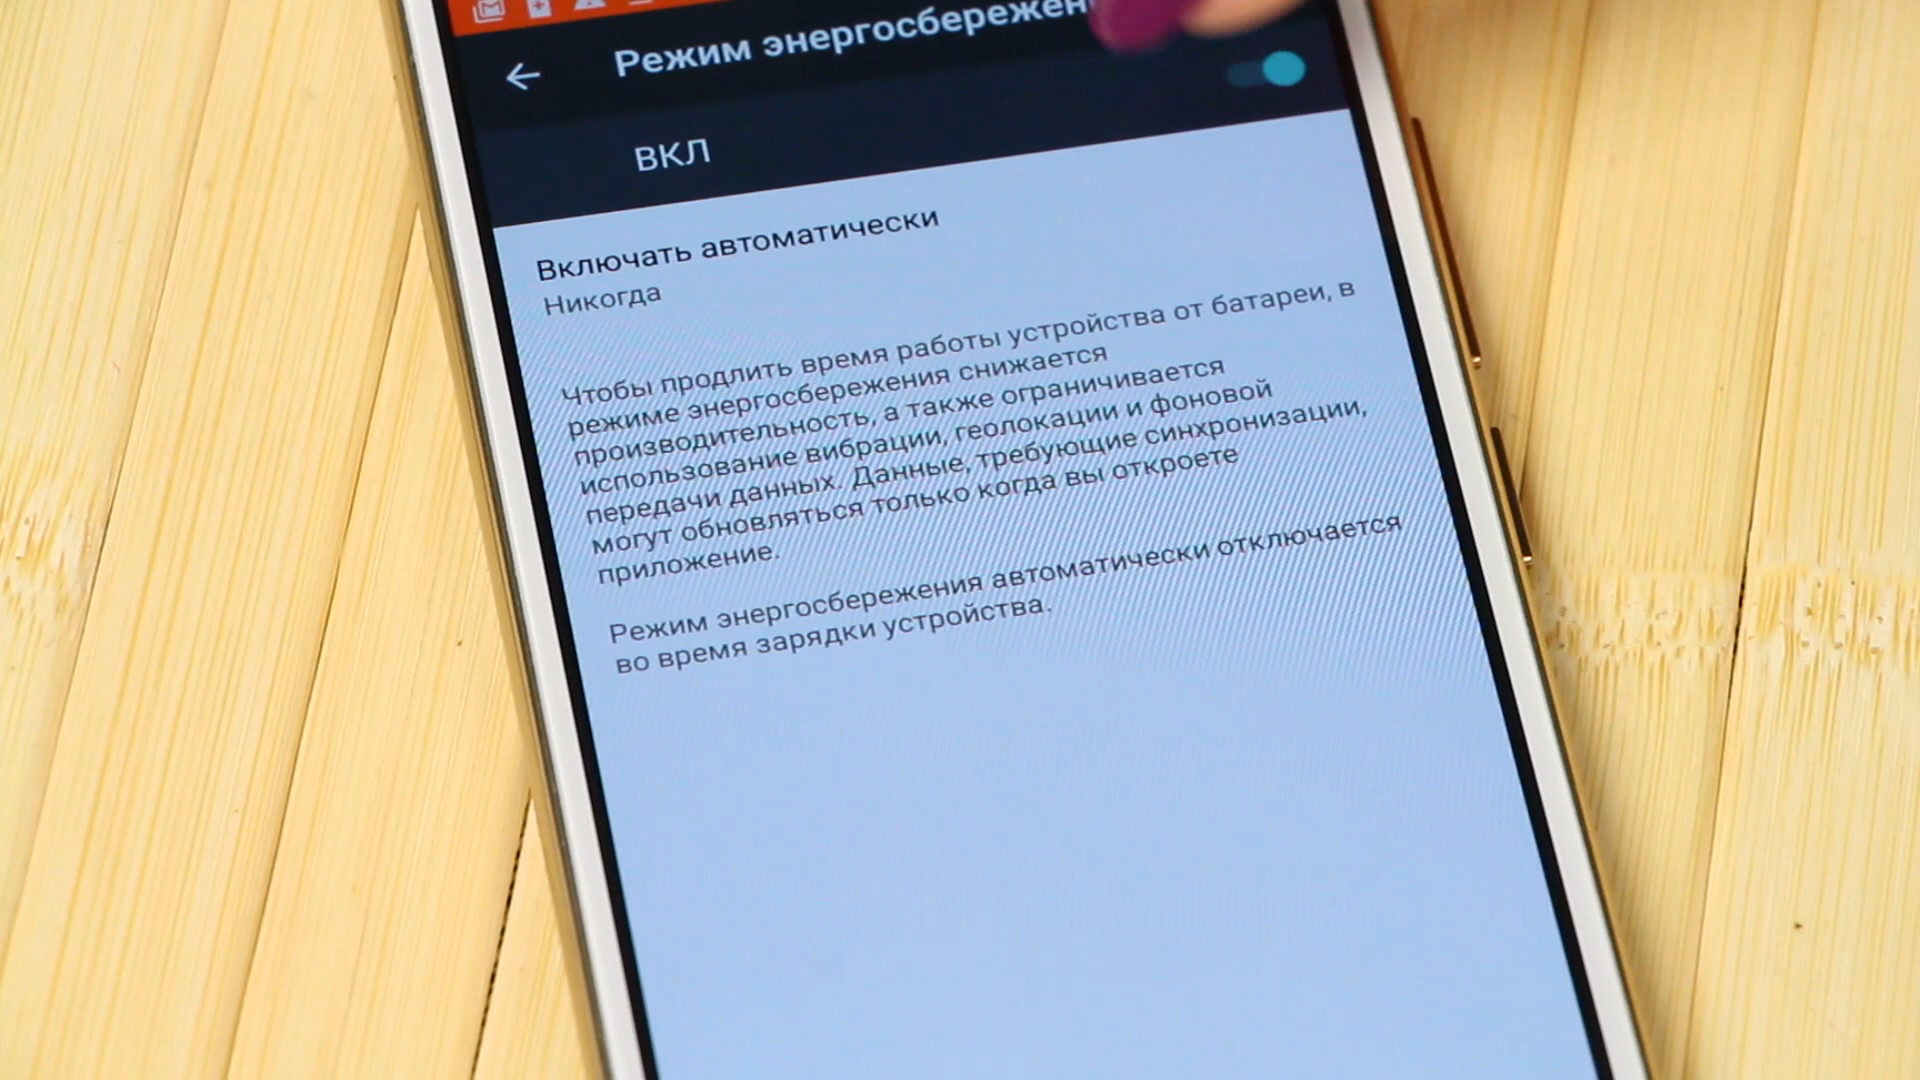 Режим энергосбережен
ВКЛ
Включать автоматически
Никогда
Чтобы продлить время работы устройства от батареи, в
режиме энергосбережения снижается
производительность, а также ограничивается
использование вибрации, геолокации и фоновой
передачи данных. Данные, требующие синхронизации,
могут обновляться только когда вы откроете
приложение.
Режим энергосбережения автоматически отключается
во время зарядки устройства.